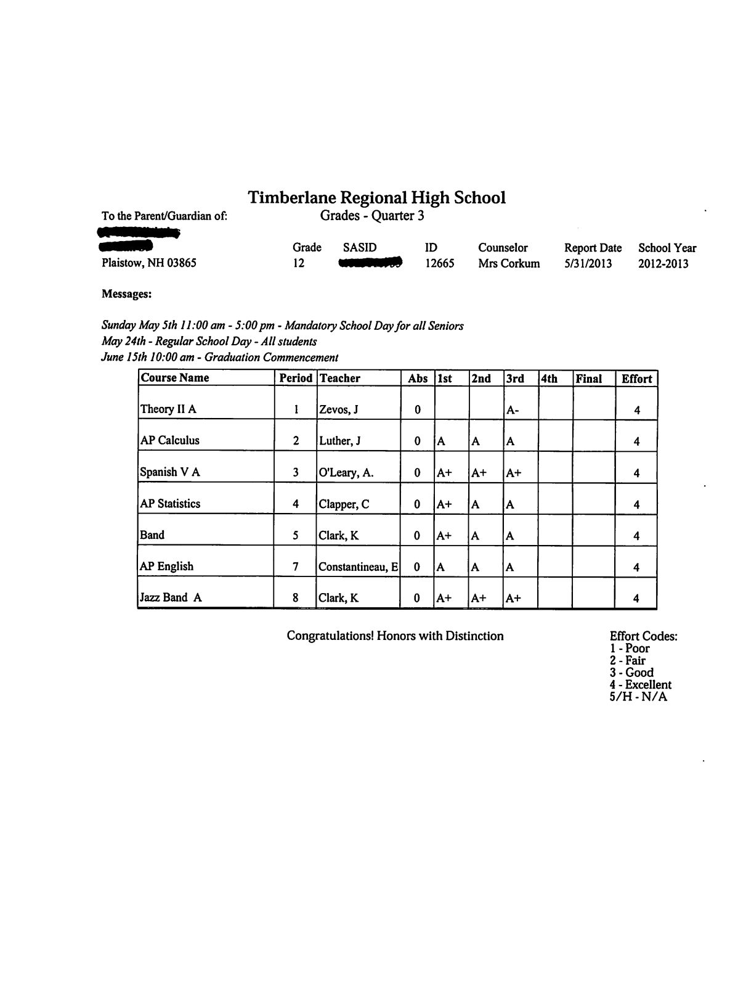 Timberlane Regional High School
To the Parent/Guardian of: Grades - Quarter 3
Grade SASID ID Counselor Report Date School Year
Plaistow, NH 03865 12 12665 Mrs Corkum 5/31/2013 2012-2013
Messages:
Sunday May 5th 11:00 am - 5:00 pm - Mandatory School Day for all Seniors
May 24th - Regular School Day - All students
June 15th 10:00 am - Graduation Commencement
Course Name Period Teacher Abs 1st 2nd 3rd 4th Final Effort
Theory II A 1 Zevos, J 0 A- 4
AP Calculus 2 Luther, J 0 A A A 4
Spanish V A 3 O'Leary, A. 0 A+ A+ A+ 4
AP Statistics 4 Clapper, C 0 A+ A A 4
Band 5 Clark, K 0 A+ A A 4
AP English 7 Constantineau, E 0 A A A 4
Jazz Band A 8 Clark, K 0 A+ A+ A+ 4
Congratulations! Honors with Distinction Effort Codes:
1 - Poor
2 - Fair
3 - Good
4 - Excellent
5/H - N/A